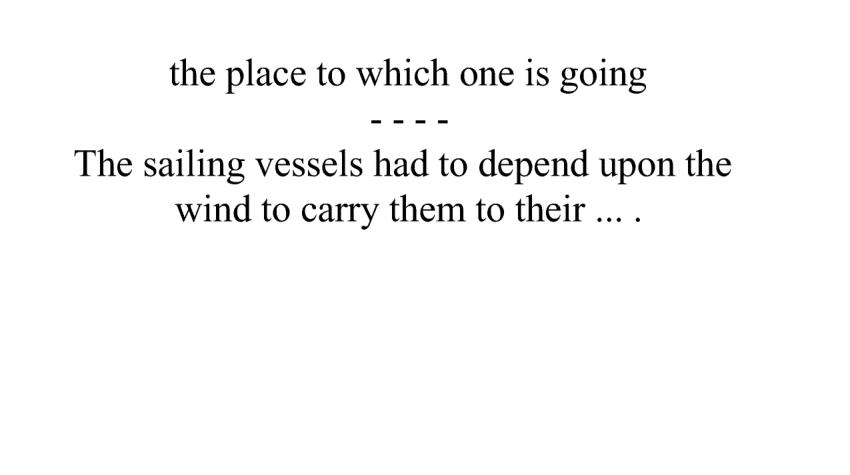 the place to which one is going
- - - -
The sailing vessels had to depend upon the
wind to carry them to their ... .